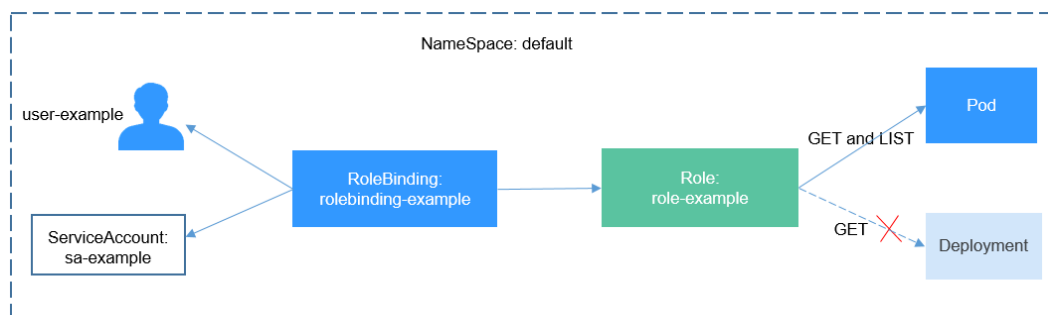 NameSpace: default
user-example
Pod
GET and LIST
RoleBinding:
rolebinding-example
Role:
role-example
ServiceAccount:
sa-example
GET
Deployment